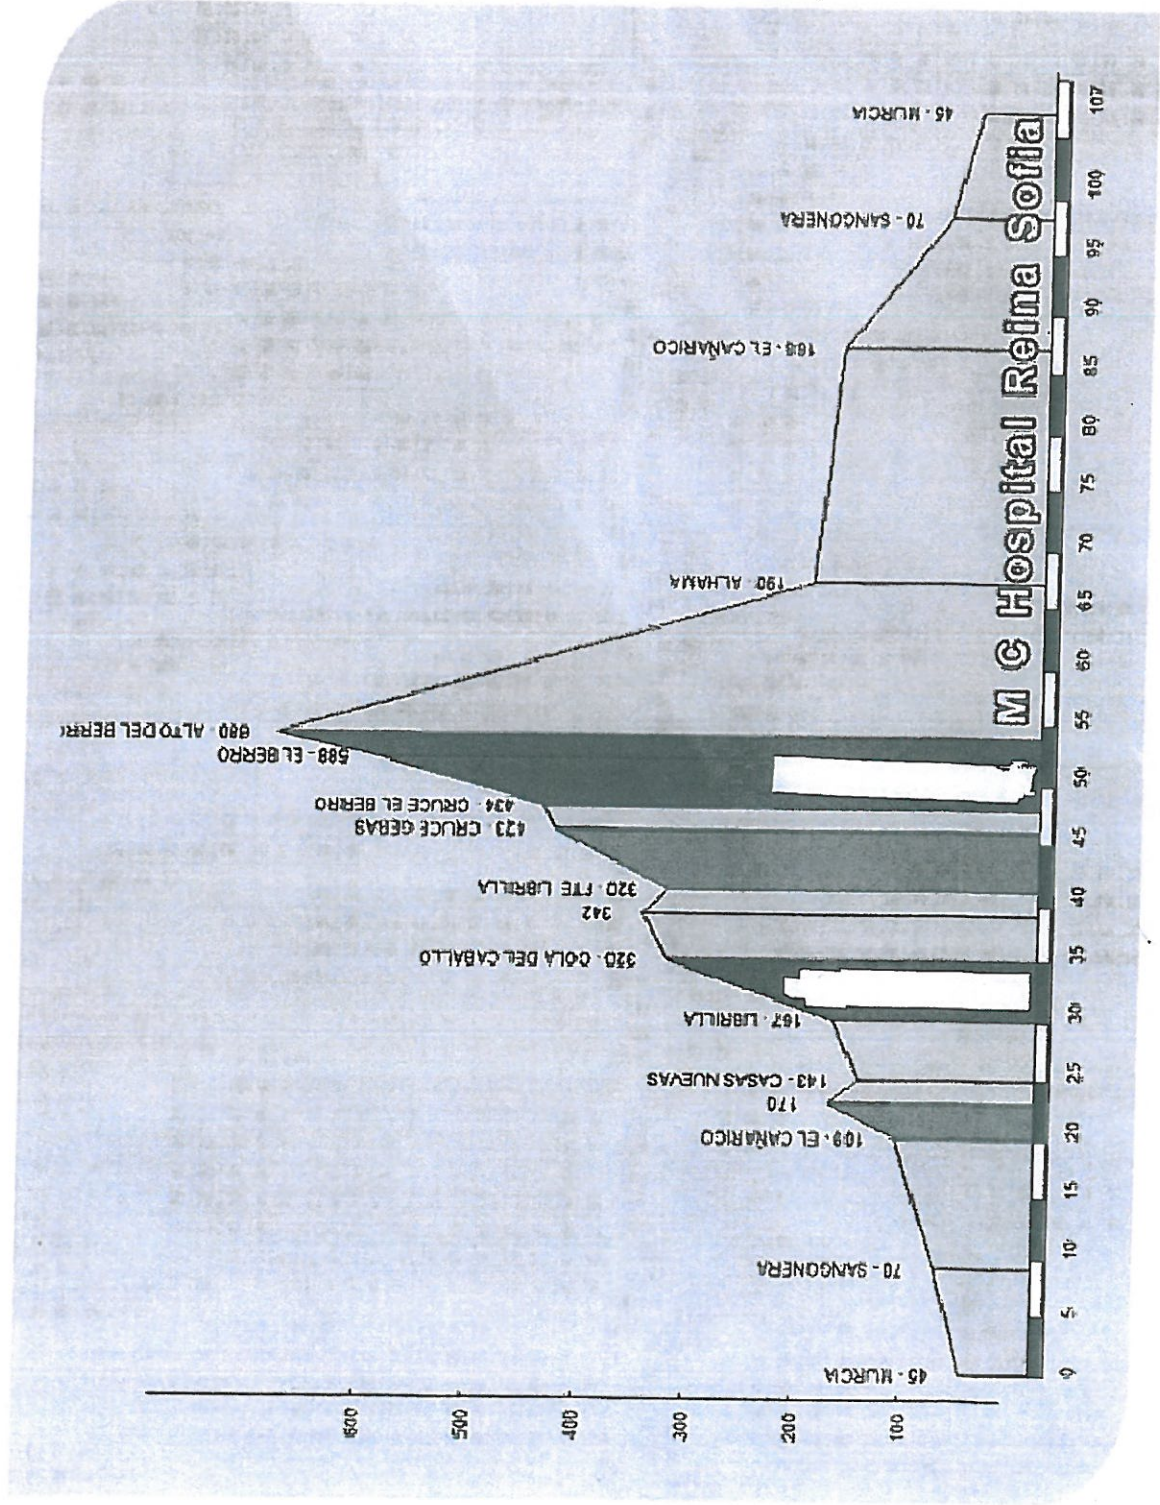 45 - MURCIA
70 - SANGONERA
109 - EL CAÑARICO
170
143 - CASAS NUEVAS
167 - LIBRILLA
320 - COLA DEL CABALLO
342
320 - FTE LIBRILLA
423 - CRUCE GEBAS
434 - CRUCE EL BERRO
588 - EL BERRO
680 - ALTO DEL BERR
190 - ALHAMA
168 - EL CAÑARICO
70 - SANGONERA
45 - MURCIA
M C Hospital Reina Sofia
600
500
400
300
200
100
0 5 10 15 20 25 30 35 40 45 50 55 60 65 70 75 80 85 90 95 100 107